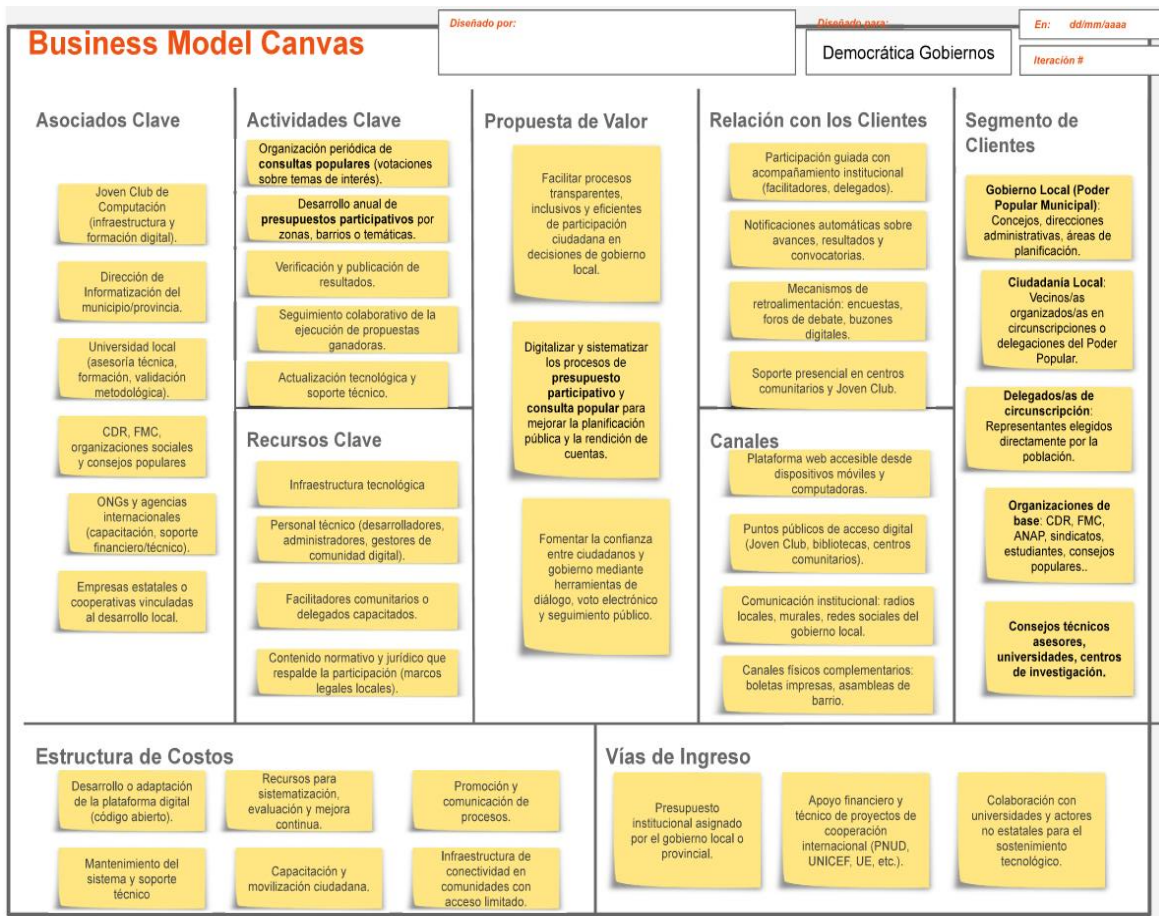 Business Model Canvas
Diseñado por:
Diseñado para:
Democrática Gobiernos
En: dd/mm/aaaa
Iteración #
Asociados Clave
Joven Club de
Computación
(infraestructura y
formación digital).
Dirección de
Informatización del
municipio/provincia.
Universidad local
(asesoría técnica,
formación, validación
metodológica).
CDR, FMC,
organizaciones sociales
y consejos populares
ONGs y agencias
internacionales
(capacitación, soporte
financiero/técnico).
Empresas estatales o
cooperativas vinculadas
al desarrollo local.
Actividades Clave
Organización periódica de
consultas populares (votaciones
sobre temas de interés).
Desarrollo anual de
presupuestos participativos por
zonas, barrios o temáticas.
Verificación y publicación de
resultados.
Seguimiento colaborativo de la
ejecución de propuestas
ganadoras.
Actualización tecnológica y
soporte técnico.
Recursos Clave
Infraestructura tecnológica
Personal técnico (desarrolladores,
administradores, gestores de
comunidad digital).
Facilitadores comunitarios o
delegados capacitados.
Contenido normativo y jurídico que
respalde la participación (marcos
legales locales).
Propuesta de Valor
Facilitar procesos
transparentes,
inclusivos y eficientes
de participación
ciudadana en
decisiones de gobierno
local.
Digitalizar y sistematizar
los procesos de
presupuesto
participativo y
consulta popular para
mejorar la planificación
pública y la rendición de
cuentas.
Fomentar la confianza
entre ciudadanos y
gobierno mediante
herramientas de
diálogo, voto electrónico
y seguimiento público.
Relación con los Clientes
Participación guiada con
acompañamiento institucional
(facilitadores, delegados).
Notificaciones automáticas sobre
avances, resultados y
convocatorias.
Mecanismos de
retroalimentación: encuestas,
foros de debate, buzones
digitales.
Soporte presencial en centros
comunitarios y Joven Club.
Canales
Plataforma web accesible desde
dispositivos móviles y
computadoras.
Puntos públicos de acceso digital
(Joven Club, bibliotecas, centros
comunitarios).
Comunicación institucional: radios
locales, murales, redes sociales del
gobierno local.
Canales físicos complementarios:
boletas impresas, asambleas de
barrio.
Segmento de
Clientes
Gobierno Local (Poder
Popular Municipal):
Concejos, direcciones
administrativas, áreas de
planificación.
Ciudadanía Local:
Vecinos/as
organizados/as en
circunscripciones o
delegaciones del Poder
Popular.
Delegados/as de
circunscripción:
Representantes elegidos
directamente por la
población.
Organizaciones de
base: CDR, FMC,
ANAP, sindicatos,
estudiantes, consejos
populares..
Consejos técnicos
asesores,
universidades, centros
de investigación.
Estructura de Costos
Desarrollo o adaptación
de la plataforma digital
(código abierto).
Recursos para
sistematización,
evaluación y mejora
continua.
Promoción y
comunicación de
procesos.
Mantenimiento del
sistema y soporte
técnico
Capacitación y
movilización ciudadana.
Infraestructura de
conectividad en
comunidades con
acceso limitado.
Vías de Ingreso
Presupuesto
institucional asignado
por el gobierno local o
provincial.
Apoyo financiero y
técnico de proyectos de
cooperación
internacional (PNUD,
UNICEF, UE, etc.).
Colaboración con
universidades y actores
no estatales para el
sostenimiento
tecnológico.